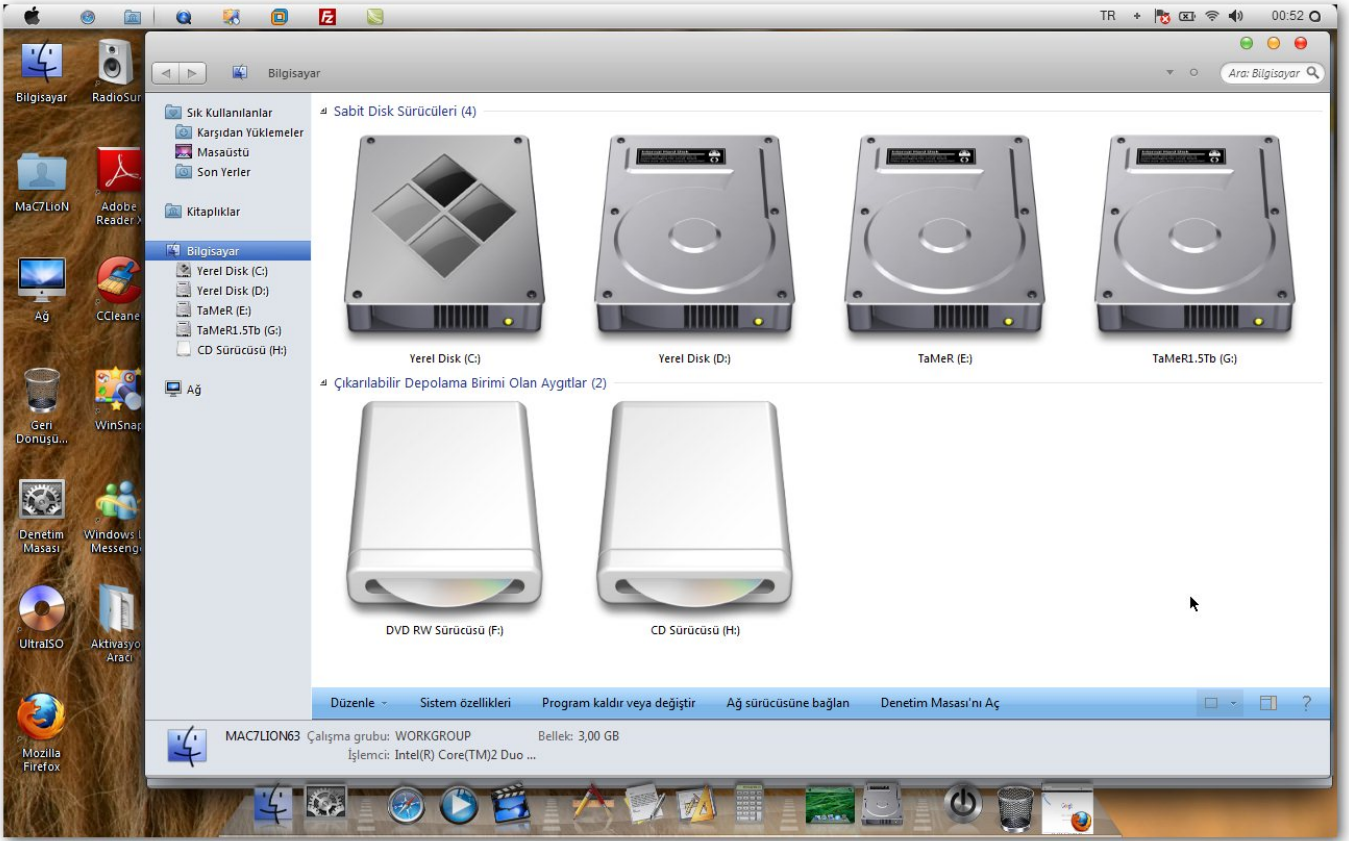 TR
00:52
Bilgisayar
Ara: Bilgisayar
Bilgisayar
RadioSur
MaC7LioN
Adobe
Reader X
Ağ
CCleane
Geri
Dönüşü...
WinSnap
Denetim
Masası
Windows L
Messenge
UltraISO
Aktivasyo
Aracı
Mozilla
Firefox
Sık Kullanılanlar
Karşıdan Yüklemeler
Masaüstü
Son Yerler
Kitaplıklar
Bilgisayar
Yerel Disk (C:)
Yerel Disk (D:)
TaMeR (E:)
TaMeR1.5Tb (G:)
CD Sürücüsü (H:)
Ağ
Sabit Disk Sürücüleri (4)
Yerel Disk (C:)
Yerel Disk (D:)
TaMeR (E:)
TaMeR1.5Tb (G:)
Çıkarılabilir Depolama Birimi Olan Aygıtlar (2)
DVD RW Sürücüsü (F:)
CD Sürücüsü (H:)
Düzenle
Sistem özellikleri
Program kaldır veya değiştir
Ağ sürücüsüne bağlan
Denetim Masası'nı Aç
MAC7LION63 Çalışma grubu: WORKGROUP Bellek: 3,00 GB
İşlemci: Intel(R) Core(TM)2 Duo ...